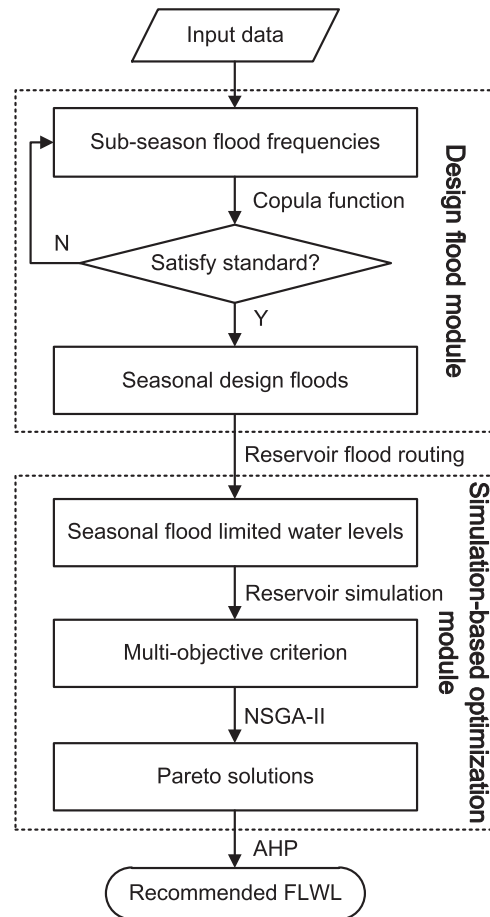 Input data
Sub-season flood frequencies
Copula function
N
Satisfy standard?
Y
Seasonal design floods
Design flood module
Reservoir flood routing
Seasonal flood limited water levels
Reservoir simulation
Multi-objective criterion
NSGA-II
Pareto solutions
Simulation-based optimization
module
AHP
Recommended FLWL